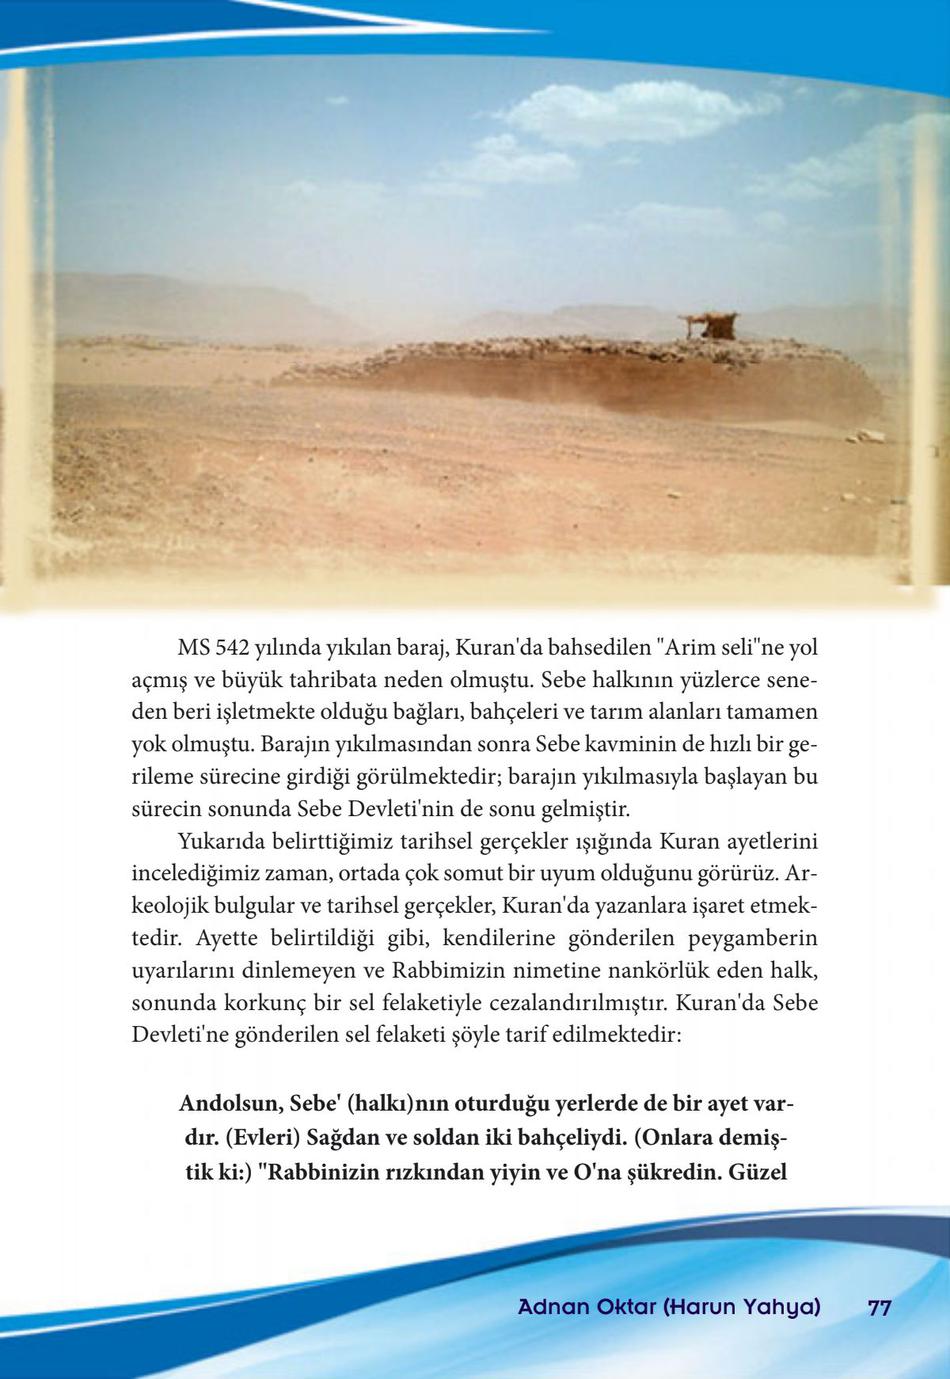 MS 542 yılında yıkılan baraj, Kuran'da bahsedilen "Arim seli"ne yol
açmış ve büyük tahribata neden olmuştu. Sebe halkının yüzlerce sene-
den beri işletmekte olduğu bağları, bahçeleri ve tarım alanları tamamen
yok olmuştu. Barajın yıkılmasından sonra Sebe kavminin de hızlı bir ge-
rileme sürecine girdiği görülmektedir; barajın yıkılmasıyla başlayan bu
sürecin sonunda Sebe Devleti'nin de sonu gelmiştir.
Yukarıda belirttiğimiz tarihsel gerçekler ışığında Kuran ayetlerini
incelediğimiz zaman, ortada çok somut bir uyum olduğunu görürüz. Ar-
keolojik bulgular ve tarihsel gerçekler, Kuran'da yazanlara işaret etmek-
tedir. Ayette belirtildiği gibi, kendilerine gönderilen peygamberin
uyarılarını dinlemeyen ve Rabbimizin nimetine nankörlük eden halk,
sonunda korkunç bir sel felaketiyle cezalandırılmıştır. Kuran'da Sebe
Devleti'ne gönderilen sel felaketi şöyle tarif edilmektedir:
Andolsun, Sebe' (halkı)nın oturduğu yerlerde de bir ayet var-
dır. (Evleri) Sağdan ve soldan iki bahçeliydi. (Onlara demiş-
tik ki:) "Rabbinizin rızkından yiyin ve O'na şükredin. Güzel
Adnan Oktar (Harun Yahya) 77